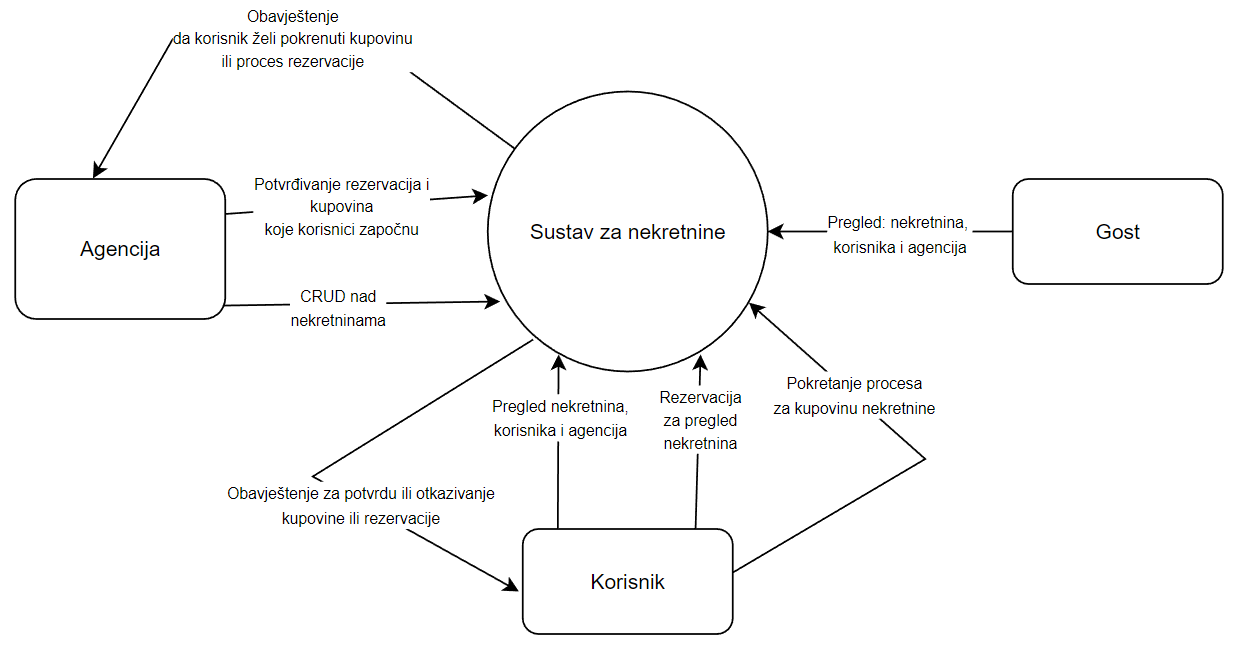 Obavještenje
da korisnik želi pokrenuti kupovinu
ili proces rezervacije
Agencija
Potvrđivanje rezervacija i
kupovina
koje korisnici započnu
CRUD nad
nekretninama
Sustav za nekretnine
Pregled: nekretnina,
korisnika i agencija
Gost
Pregled nekretnina,
korisnika i agencija
Rezervacija
za pregled
nekretnina
Pokretanje procesa
za kupovinu nekretnine
Obavještenje za potvrdu ili otkazivanje
kupovine ili rezervacije
Korisnik